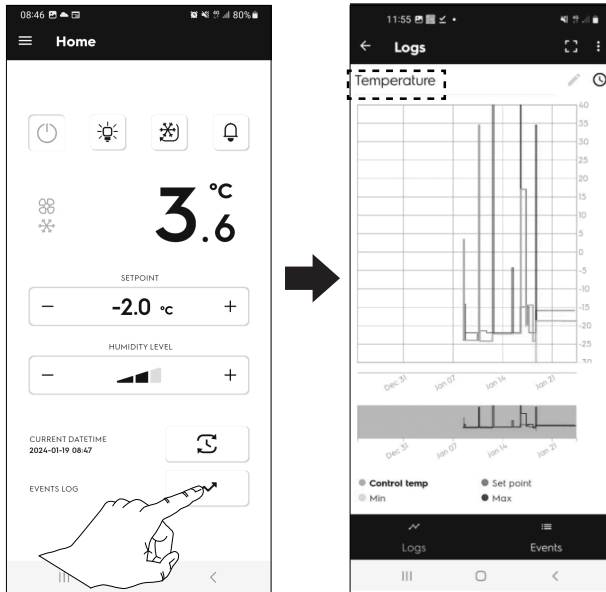 08:46
80%
Home
3.6 °C
SETPOINT
− -2.0 °C +
HUMIDITY LEVEL
− +
CURRENT DATETIME
2024-01-19 08:47
EVENTS LOG
11:55
Logs
Temperature
40
35
30
25
20
15
10
5
0
-5
-10
-15
-20
-25
-30
Dec 31 Jan 07 Jan 14 Jan 21
Dec 31 Jan 07 Jan 14 Jan 21
Control temp Set point
Min Max
Logs Events